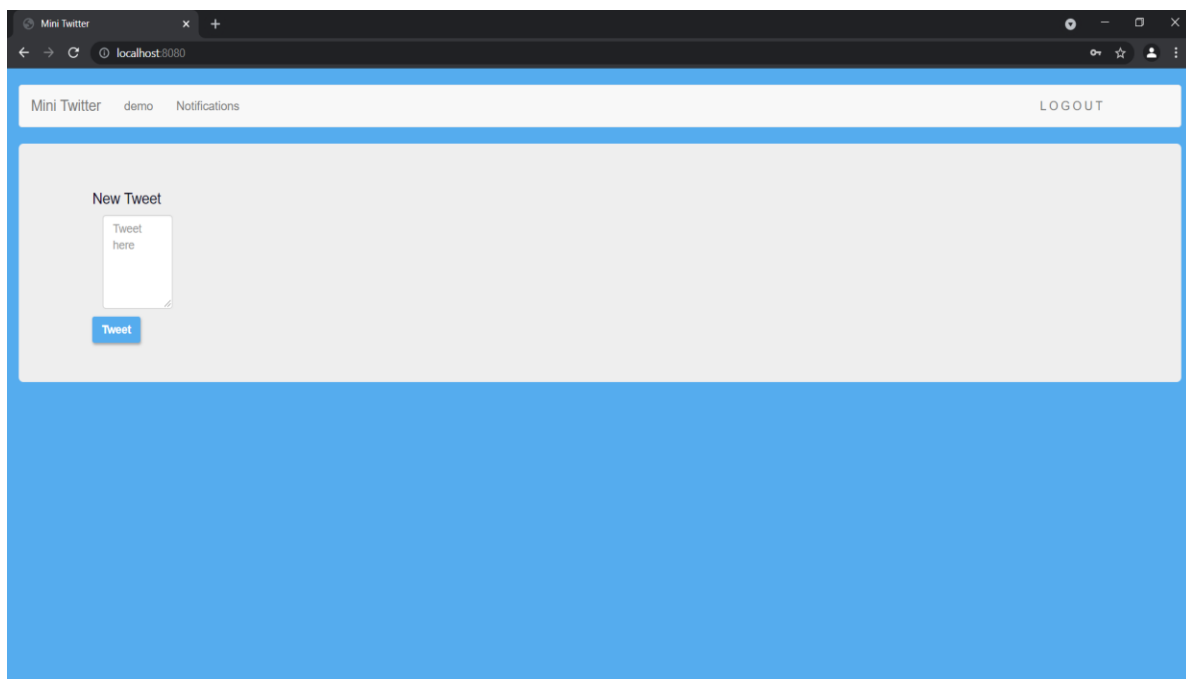 Mini Twitter
localhost:8080
Mini Twitter demo Notifications LOGOUT
New Tweet
Tweet
here
Tweet